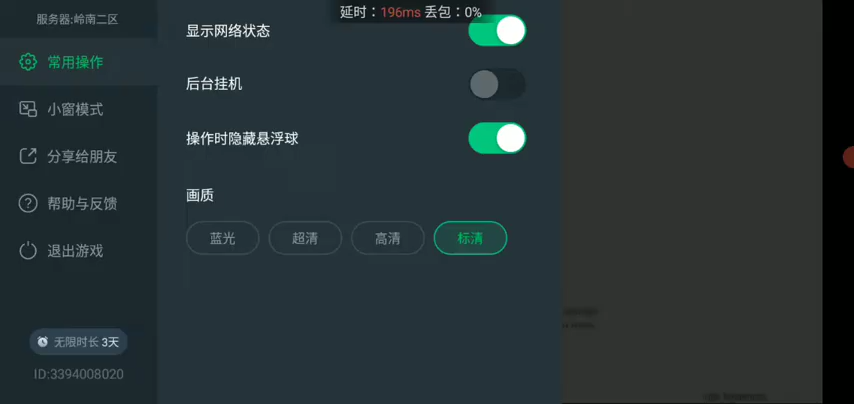 延时：196ms 丢包：0%
服务器:岭南二区
常用操作
小窗模式
分享给朋友
帮助与反馈
退出游戏
无限时长 3天
ID:3394008020
显示网络状态
后台挂机
操作时隐藏悬浮球
画质
蓝光 超清 高清 标清